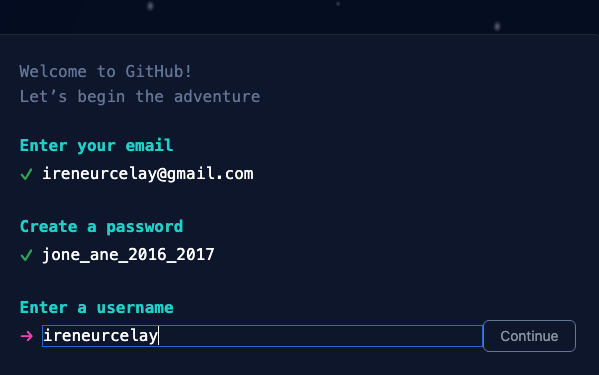 Welcome to GitHub!
Let’s begin the adventure
Enter your email
✓ ireneurcelay@gmail.com
Create a password
✓ jone_ane_2016_2017
Enter a username
→ ireneurcelay
Continue